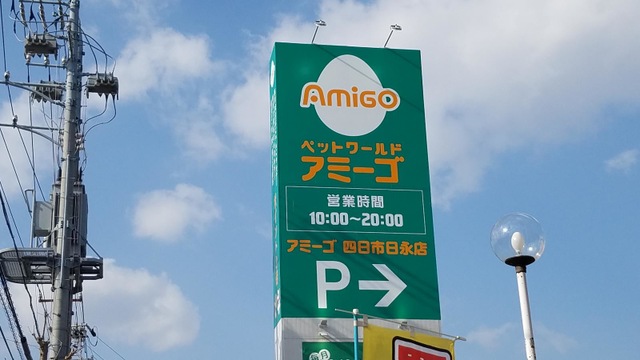 AMiGO
ペットワールド
アミーゴ
営業時間
10:00～20:00
アミーゴ 四日市日永店
P→